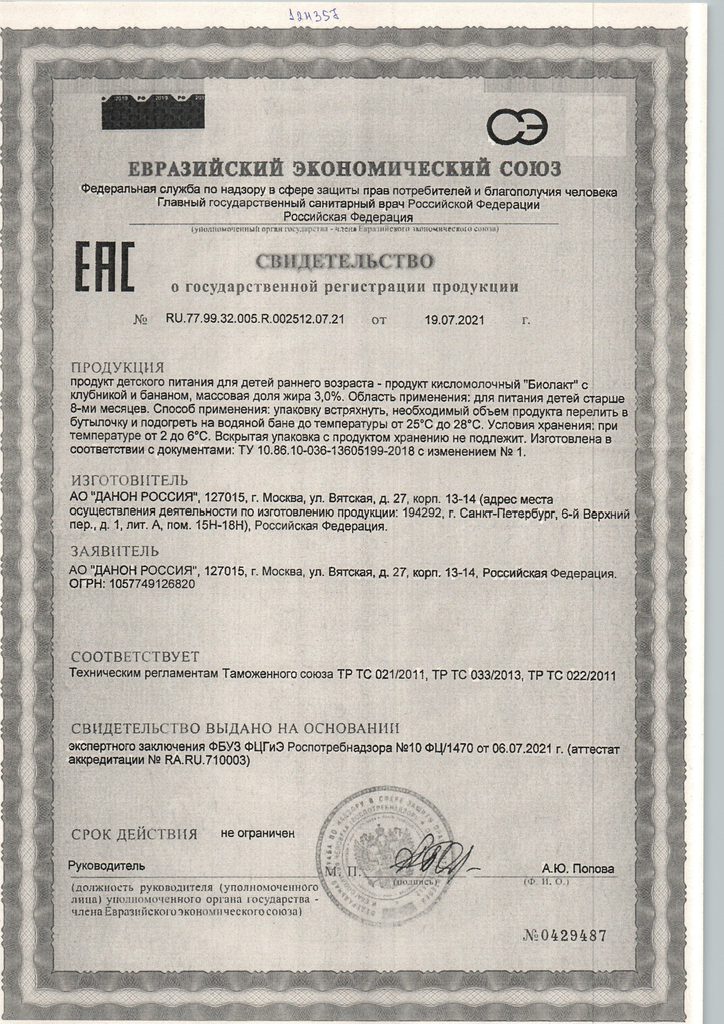 124357
2019 РФ 2019 РФ 201
СЭ
ЕВРАЗИЙСКИЙ ЭКОНОМИЧЕСКИЙ СОЮЗ
Федеральная служба по надзору в сфере защиты прав потребителей и благополучия человека
Главный государственный санитарный врач Российской Федерации
Российская Федерация
(уполномоченный орган государства - члена Евразийского экономического союза)
ЕАС
СВИДЕТЕЛЬСТВО
о государственной регистрации продукции
№ RU.77.99.32.005.R.002512.07.21 от 19.07.2021 г.
ПРОДУКЦИЯ
продукт детского питания для детей раннего возраста - продукт кисломолочный "Биолакт" с
клубникой и бананом, массовая доля жира 3,0%. Область применения: для питания детей старше
8-ми месяцев. Способ применения: упаковку встряхнуть, необходимый объем продукта перелить в
бутылочку и подогреть на водяной бане до температуры от 25°С до 28°С. Условия хранения: при
температуре от 2 до 6°С. Вскрытая упаковка с продуктом хранению не подлежит. Изготовлена в
соответствии с документами: ТУ 10.86.10-036-13605199-2018 с изменением № 1.
ИЗГОТОВИТЕЛЬ
АО "ДАНОН РОССИЯ", 127015, г. Москва, ул. Вятская, д. 27, корп. 13-14 (адрес места
осуществления деятельности по изготовлению продукции: 194292, г. Санкт-Петербург, 6-й Верхний
пер., д. 1, лит. А, пом. 15Н-18Н), Российская Федерация.
ЗАЯВИТЕЛЬ
АО "ДАНОН РОССИЯ", 127015, г. Москва, ул. Вятская, д. 27, корп. 13-14, Российская Федерация.
ОГРН: 1057749126820
СООТВЕТСТВУЕТ
Техническим регламентам Таможенного союза ТР ТС 021/2011, ТР ТС 033/2013, ТР ТС 022/2011
СВИДЕТЕЛЬСТВО ВЫДАНО НА ОСНОВАНИИ
экспертного заключения ФБУЗ ФЦГиЭ Роспотребнадзора №10 ФЦ/1470 от 06.07.2021 г. (аттестат
аккредитации № RA.RU.710003)
СРОК ДЕЙСТВИЯ не ограничен
Руководитель
М. П.
(подпись)
А.Ю. Попова
(Ф. И. О.)
(должность руководителя (уполномоченного
лица) уполномоченного органа государства -
члена Евразийского экономического союза)
№0429487